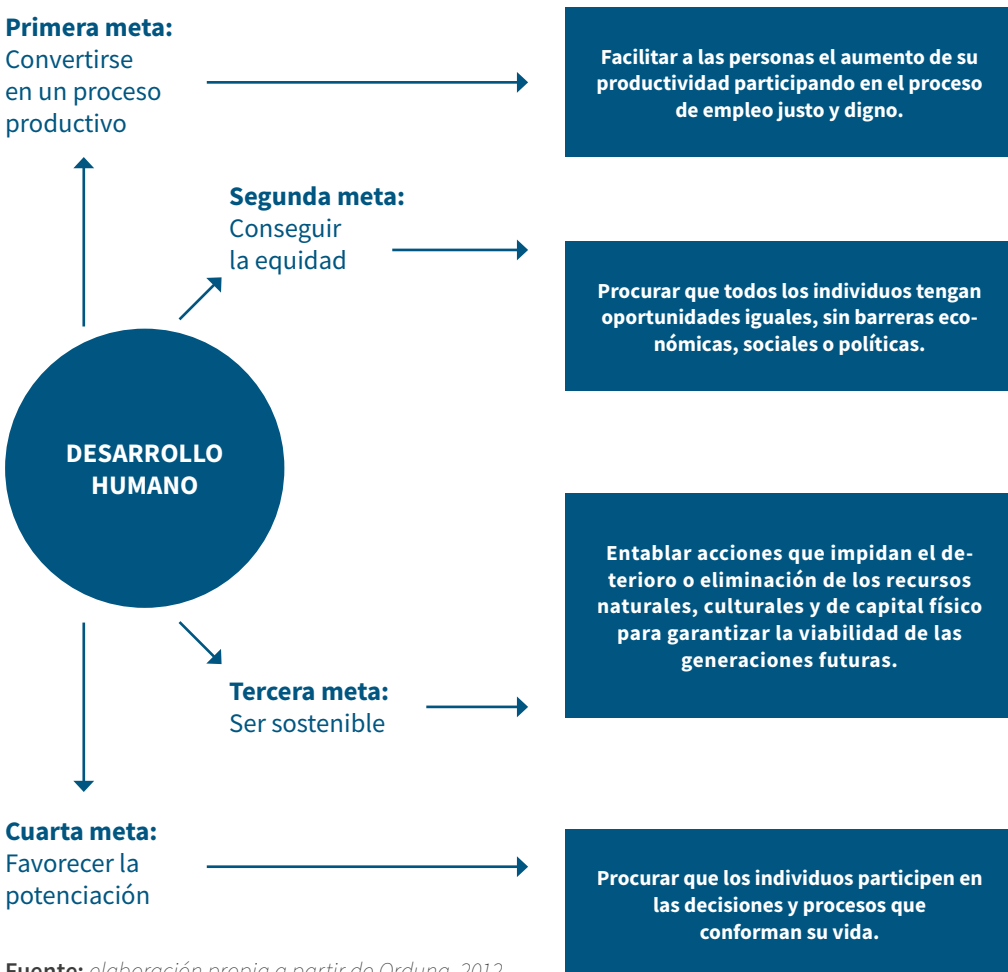 Primera meta:
Convertirse
en un proceso
productivo
Facilitar a las personas el aumento de su
productividad participando en el proceso
de empleo justo y digno.
Segunda meta:
Conseguir
la equidad
Procurar que todos los individuos tengan
oportunidades iguales, sin barreras eco-
nómicas, sociales o políticas.
DESARROLLO
HUMANO
Entablar acciones que impidan el de-
terioro o eliminación de los recursos
naturales, culturales y de capital físico
para garantizar la viabilidad de las
generaciones futuras.
Tercera meta:
Ser sostenible
Cuarta meta:
Favorecer la
potenciación
Procurar que los individuos participen en
las decisiones y procesos que
conforman su vida.
Fuente: elaboración propia a partir de Orduna, 2012